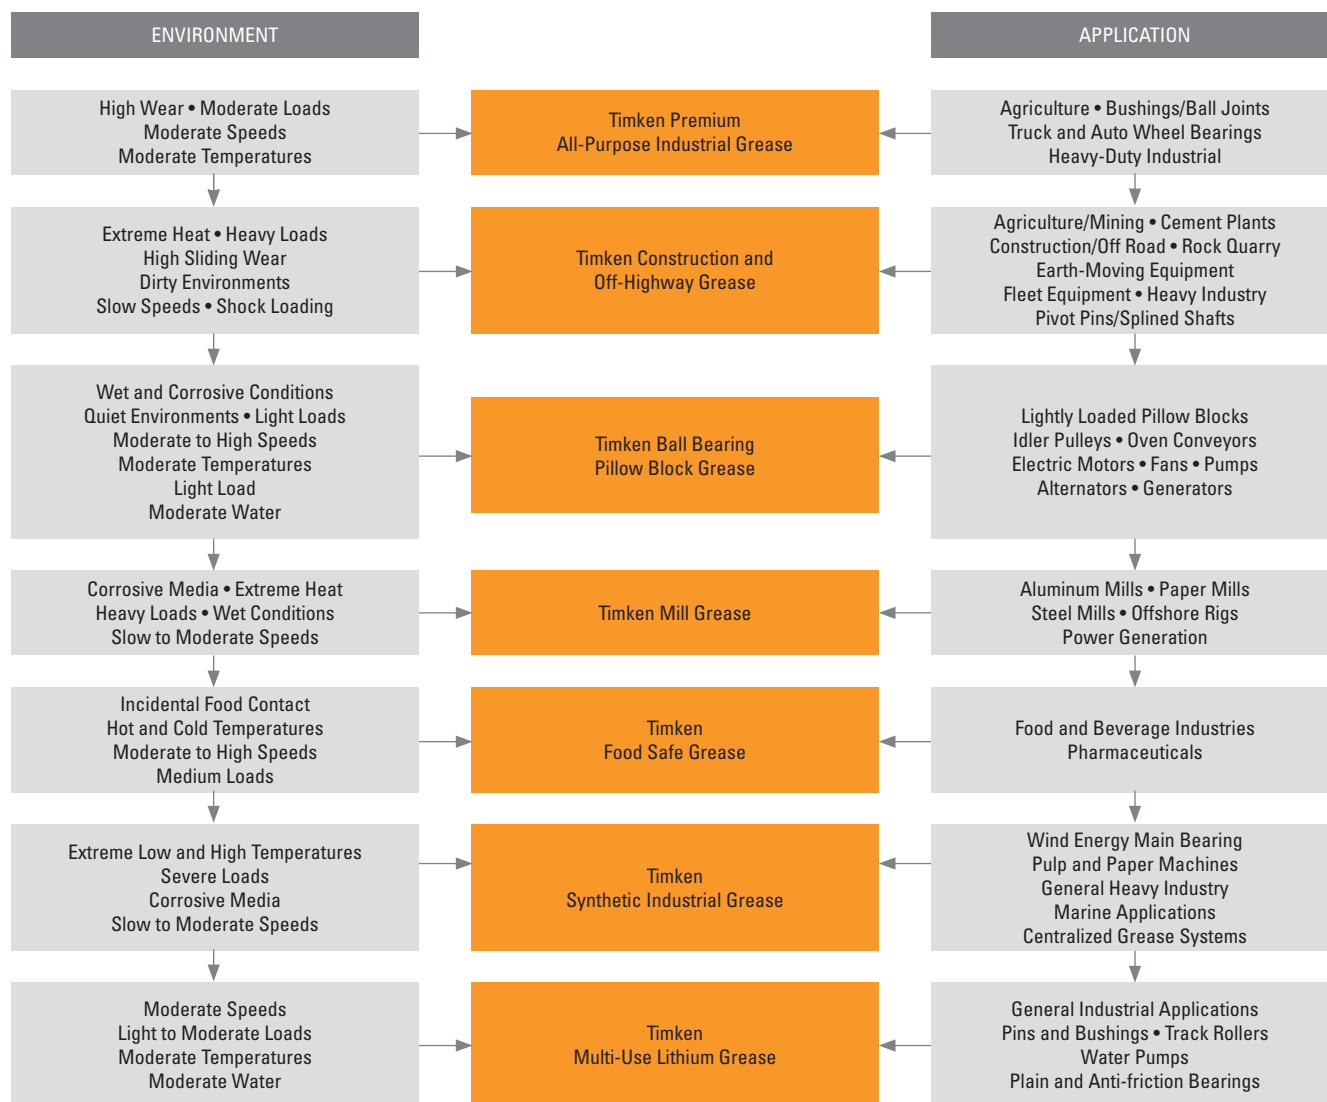 ENVIRONMENT
APPLICATION
High Wear • Moderate Loads
Moderate Speeds
Moderate Temperatures
Timken Premium
All-Purpose Industrial Grease
Agriculture • Bushings/Ball Joints
Truck and Auto Wheel Bearings
Heavy-Duty Industrial
Extreme Heat • Heavy Loads
High Sliding Wear
Dirty Environments
Slow Speeds • Shock Loading
Timken Construction and
Off-Highway Grease
Agriculture/Mining • Cement Plants
Construction/Off Road • Rock Quarry
Earth-Moving Equipment
Fleet Equipment • Heavy Industry
Pivot Pins/Splined Shafts
Wet and Corrosive Conditions
Quiet Environments • Light Loads
Moderate to High Speeds
Moderate Temperatures
Light Load
Moderate Water
Timken Ball Bearing
Pillow Block Grease
Lightly Loaded Pillow Blocks
Idler Pulleys • Oven Conveyors
Electric Motors • Fans • Pumps
Alternators • Generators
Corrosive Media • Extreme Heat
Heavy Loads • Wet Conditions
Slow to Moderate Speeds
Timken Mill Grease
Aluminum Mills • Paper Mills
Steel Mills • Offshore Rigs
Power Generation
Incidental Food Contact
Hot and Cold Temperatures
Moderate to High Speeds
Medium Loads
Timken
Food Safe Grease
Food and Beverage Industries
Pharmaceuticals
Extreme Low and High Temperatures
Severe Loads
Corrosive Media
Slow to Moderate Speeds
Timken
Synthetic Industrial Grease
Wind Energy Main Bearing
Pulp and Paper Machines
General Heavy Industry
Marine Applications
Centralized Grease Systems
Moderate Speeds
Light to Moderate Loads
Moderate Temperatures
Moderate Water
Timken
Multi-Use Lithium Grease
General Industrial Applications
Pins and Bushings • Track Rollers
Water Pumps
Plain and Anti-friction Bearings